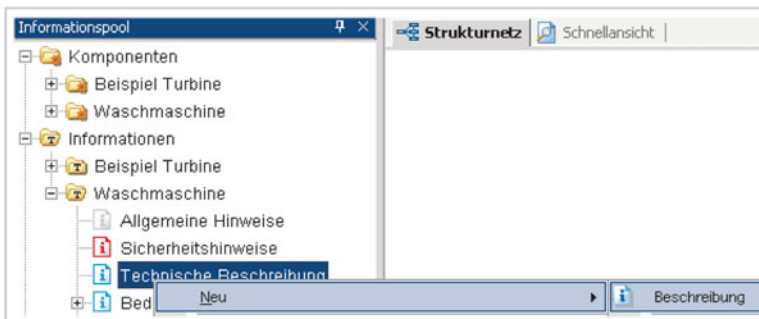 Informationspool
Strukturnetz Schnellansicht
Komponenten
Beispiel Turbine
Waschmaschine
Informationen
Beispiel Turbine
Waschmaschine
Allgemeine Hinweise
Sicherheitshinweise
Technische Beschreibung
Bed
Neu
Beschreibung